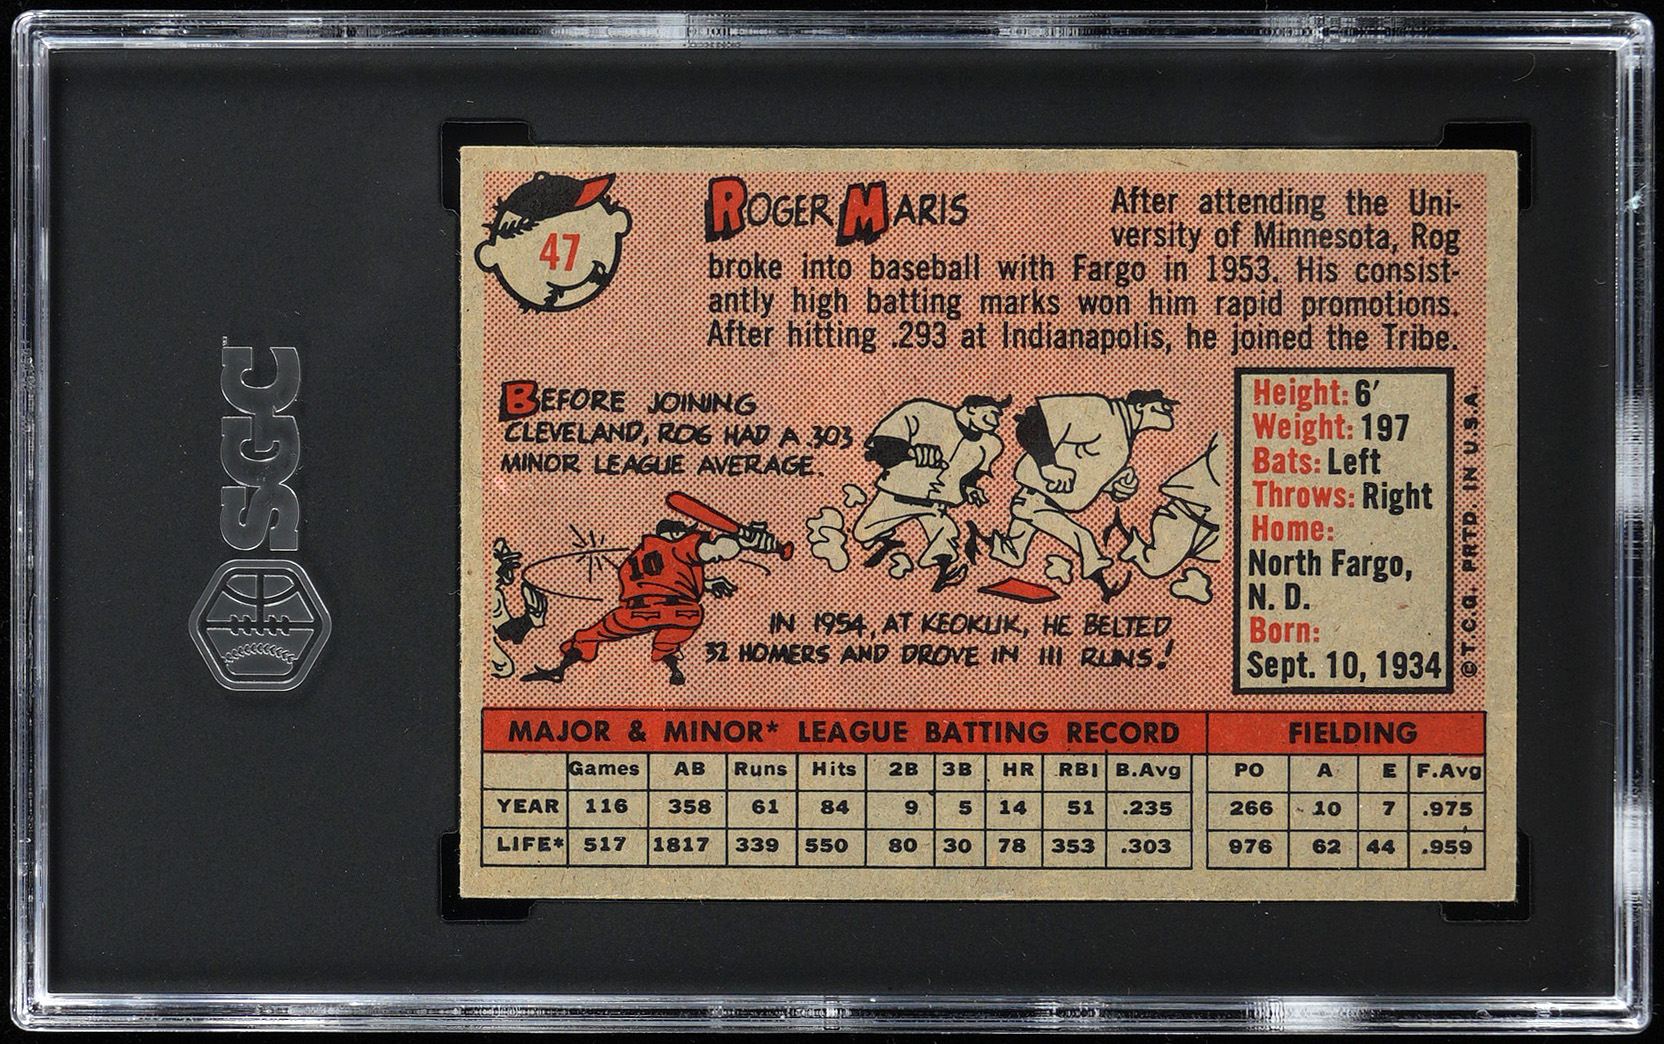 SGC
47
ROGER MARIS
After attending the Uni-
versity of Minnesota, Rog
broke into baseball with Fargo in 1953. His consist-
antly high batting marks won him rapid promotions.
After hitting .293 at Indianapolis, he joined the Tribe.
BEFORE JOINING
CLEVELAND, ROG HAD A .303
MINOR LEAGUE AVERAGE.
10
IN 1954, AT KEOKUK, HE BELTED
32 HOMERS AND DROVE IN 111 RUNS!
Height: 6'
Weight: 197
Bats: Left
Throws: Right
Home:
North Fargo,
N. D.
Born:
Sept. 10, 1934
© T.C.G. PRTD. IN U.S.A.
MAJOR & MINOR* LEAGUE BATTING RECORD FIELDING
Games AB Runs Hits 2B 3B HR RBI B.Avg PO A E F.Avg
YEAR 116 358 61 84 9 5 14 51 .235 266 10 7 .975
LIFE* 517 1817 339 550 80 30 78 353 .303 976 62 44 .959